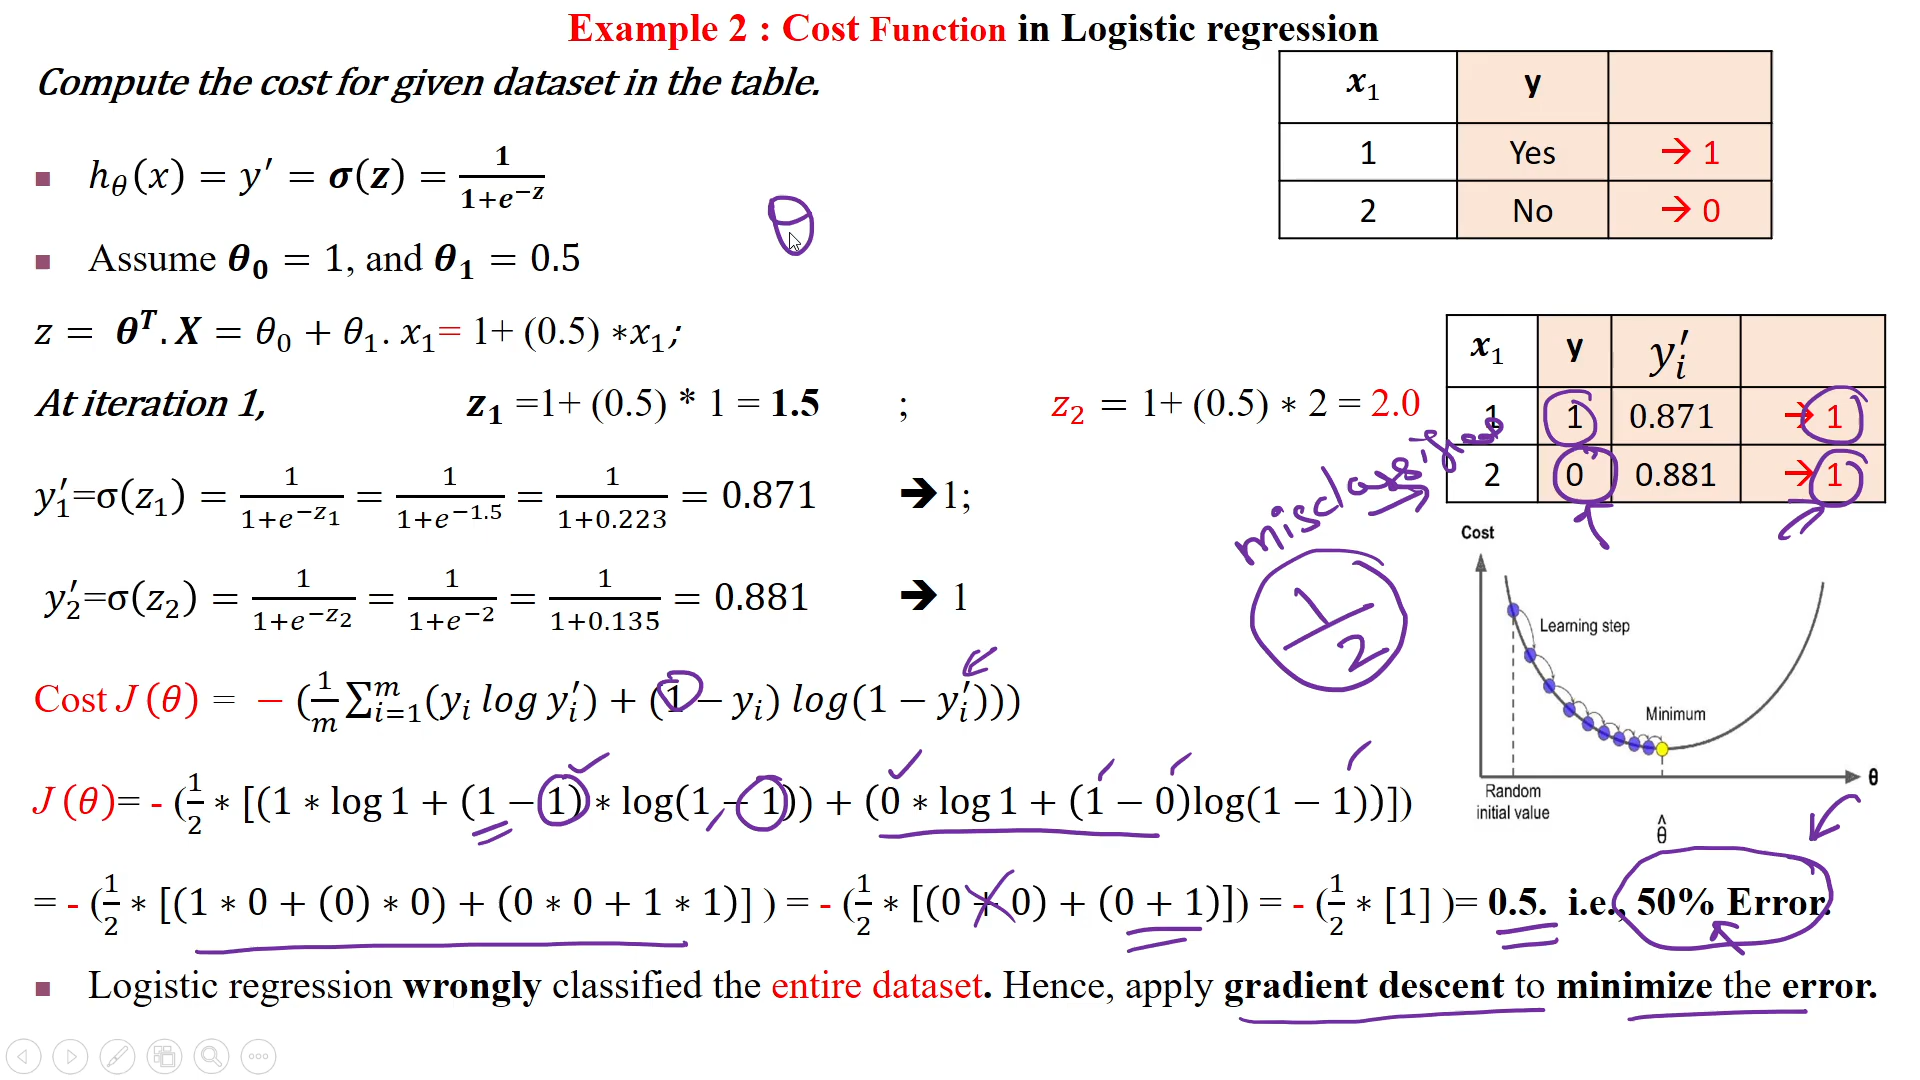 Example 2 : Cost Function in Logistic regression
Compute the cost for given dataset in the table.
x₁ y
1 Yes → 1
2 No → 0
▪ hθ(x) = y′ = σ(z) = 1/(1+e^−z)
θ
▪ Assume θ₀ = 1, and θ₁ = 0.5
z = θᵀ. X = θ₀ + θ₁. x₁= 1+ (0.5) ∗x₁;
At iteration 1, z₁ =1+ (0.5) * 1 = 1.5 ; z₂ = 1+ (0.5) ∗ 2 = 2.0
x₁ y y′ᵢ
1 1 0.871 → 1
2 0 0.881 → 1
misclassified
1/2
y′₁=σ(z₁) = 1/(1+e^−z₁) = 1/(1+e^−1.5) = 1/(1+0.223) = 0.871 ➔1;
y′₂=σ(z₂) = 1/(1+e^−z₂) = 1/(1+e^−2) = 1/(1+0.135) = 0.881 ➔ 1
Cost J (θ) = − (1/m ∑ᵢ₌₁ᵐ(yᵢ log y′ᵢ) + (1 − yᵢ) log(1 − y′ᵢ)))
J (θ)= - (1/2 ∗ [(1 ∗ log 1 + (1 − 1) ∗ log(1 − 1)) + (0 ∗ log 1 + (1 − 0)log(1 − 1))])
= - (1/2 ∗ [(1 ∗ 0 + (0) ∗ 0) + (0 ∗ 0 + 1 ∗ 1)] ) = - (1/2 ∗ [(0 + 0) + (0 + 1)]) = - (1/2 ∗ [1] )= 0.5. i.e., 50% Error.
Cost
Learning step
Minimum
θ
Random
initial value
θ̂
▪ Logistic regression wrongly classified the entire dataset. Hence, apply gradient descent to minimize the error.